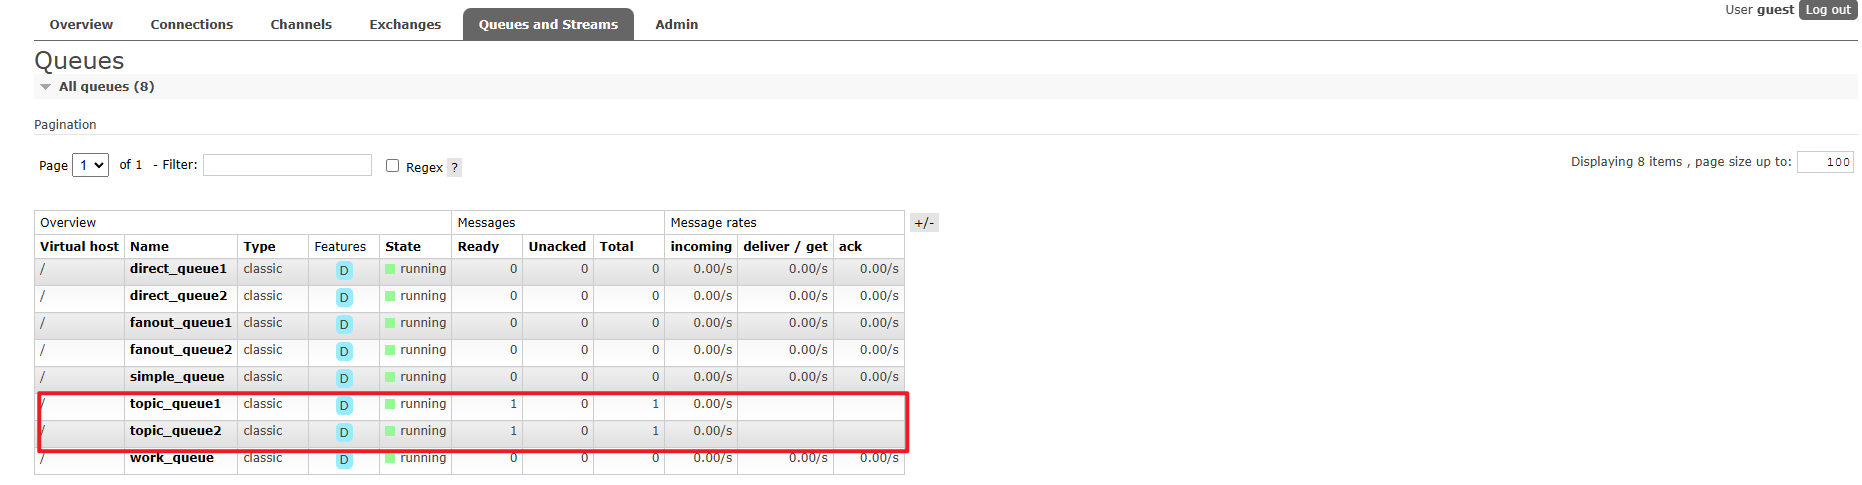 User guest Log out
Overview Connections Channels Exchanges Queues and Streams Admin
Queues
All queues (8)
Pagination
Page 1 of 1 - Filter: Regex ? Displaying 8 items , page size up to: 100
Overview Messages Message rates +/-
Virtual host Name Type Features State Ready Unacked Total incoming deliver / get ack
/ direct_queue1 classic D running 0 0 0 0.00/s 0.00/s 0.00/s
/ direct_queue2 classic D running 0 0 0 0.00/s 0.00/s 0.00/s
/ fanout_queue1 classic D running 0 0 0 0.00/s 0.00/s 0.00/s
/ fanout_queue2 classic D running 0 0 0 0.00/s 0.00/s 0.00/s
/ simple_queue classic D running 0 0 0 0.00/s 0.00/s 0.00/s
/ topic_queue1 classic D running 1 0 1 0.00/s
/ topic_queue2 classic D running 1 0 1 0.00/s
/ work_queue classic D running 0 0 0 0.00/s 0.00/s 0.00/s